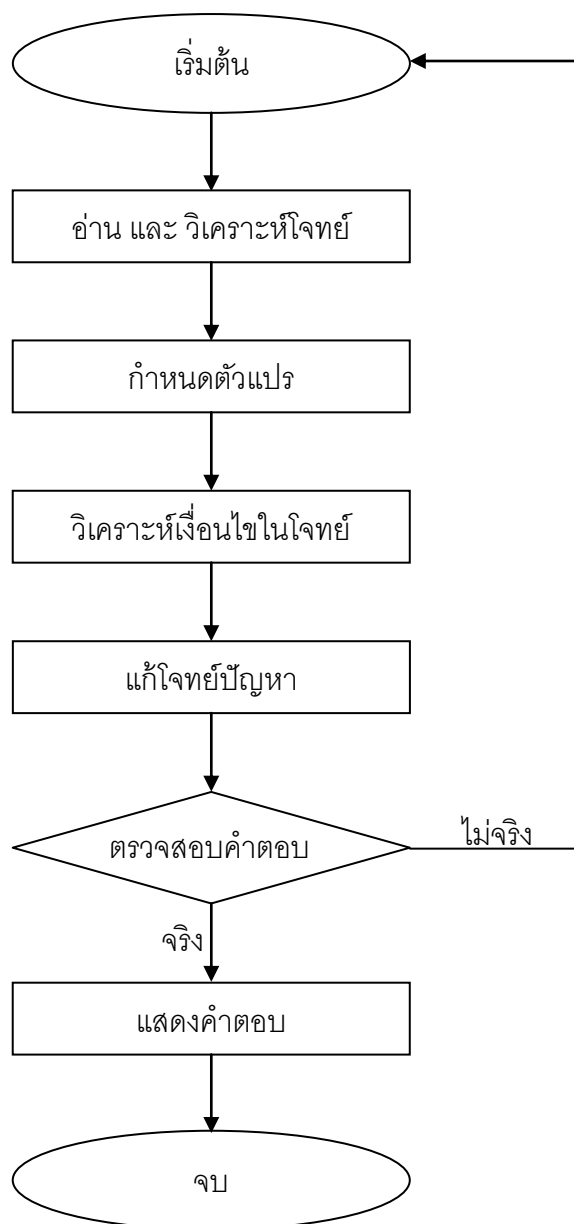 เริ่มต้น
อ่าน และ วิเคราะห์โจทย์
กำหนดตัวแปร
วิเคราะห์เงื่อนไขในโจทย์
แก้โจทย์ปัญหา
ตรวจสอบคำตอบ
ไม่จริง
จริง
แสดงคำตอบ
จบ